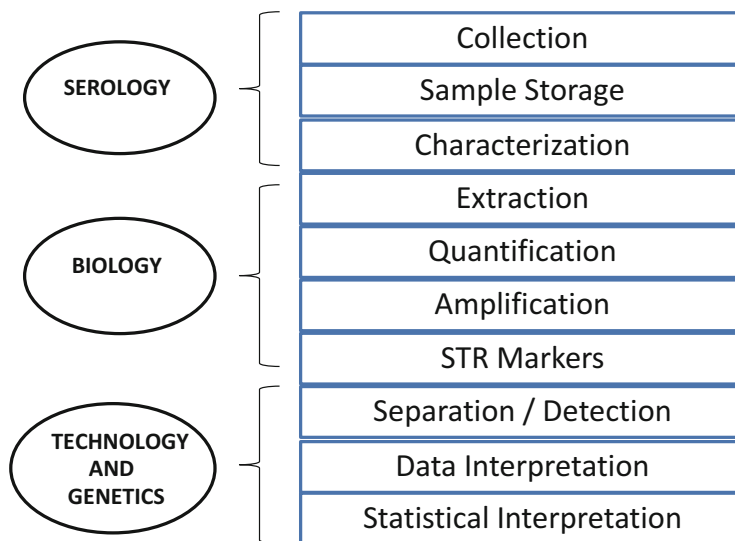 SEROLOGY
Collection
Sample Storage
Characterization
BIOLOGY
Extraction
Quantification
Amplification
STR Markers
TECHNOLOGY
AND
GENETICS
Separation / Detection
Data Interpretation
Statistical Interpretation